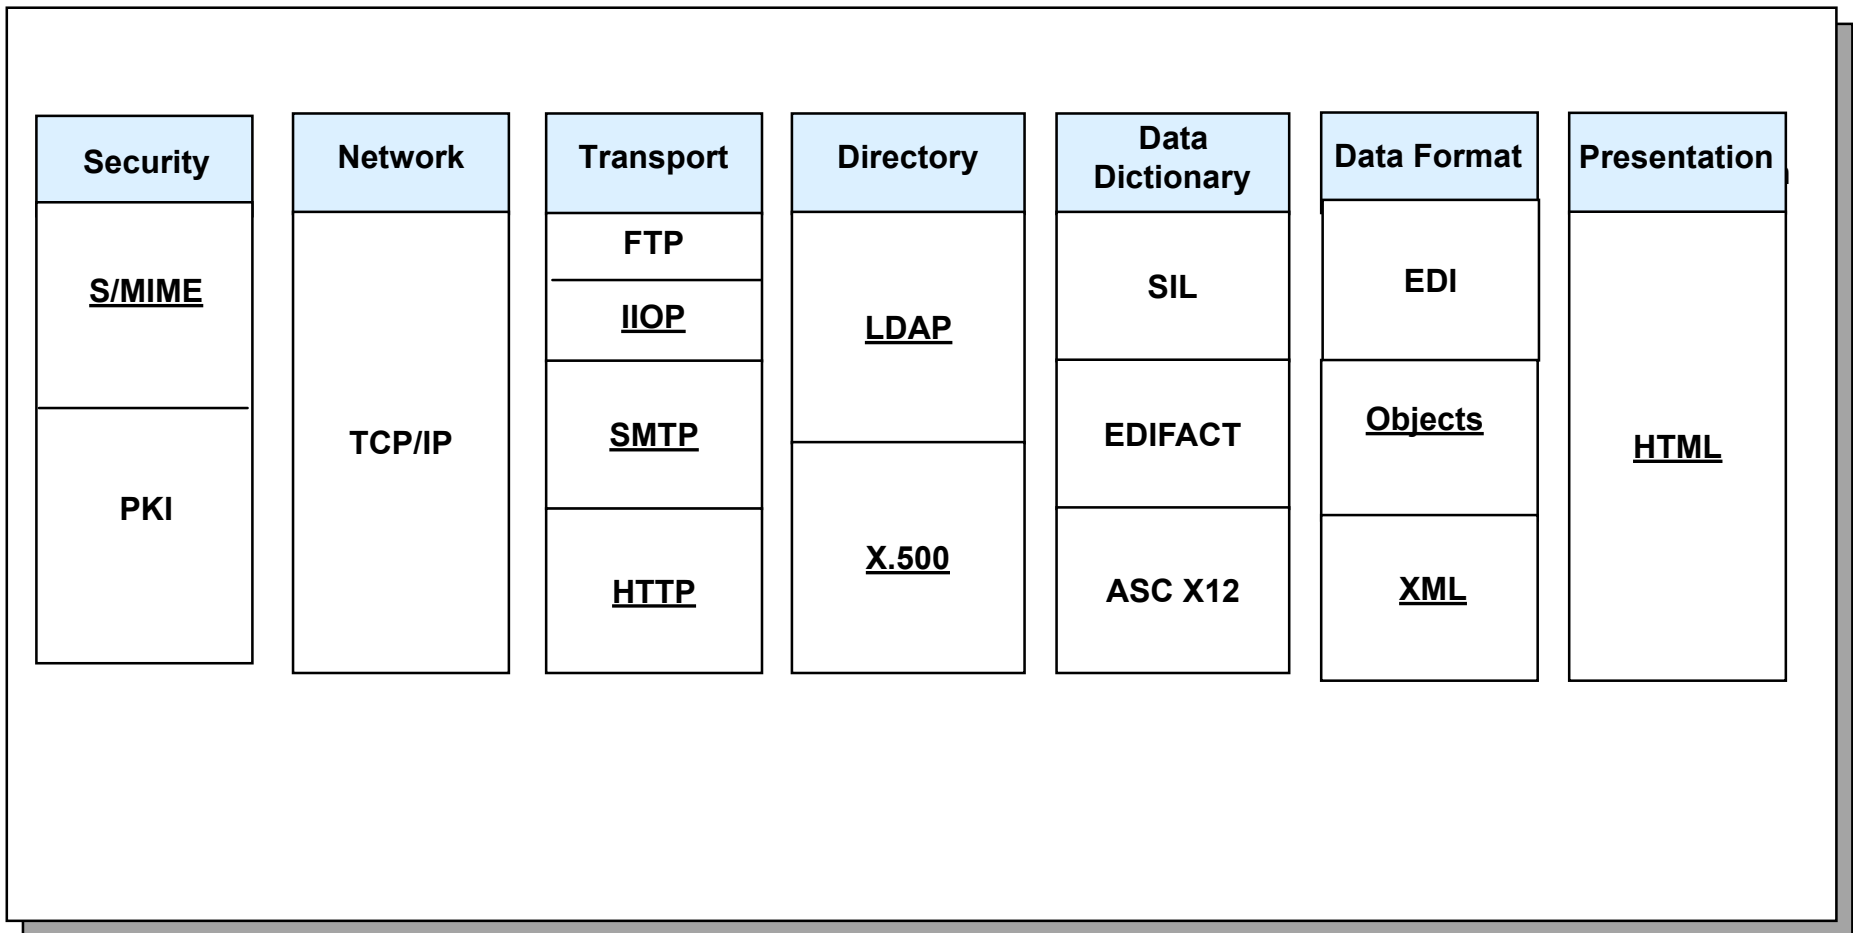 Security
S/MIME
PKI
Network
TCP/IP
Transport
FTP
IIOP
SMTP
HTTP
Directory
LDAP
X.500
Data
Dictionary
SIL
EDIFACT
ASC X12
Data Format
EDI
Objects
XML
Presentation
HTML